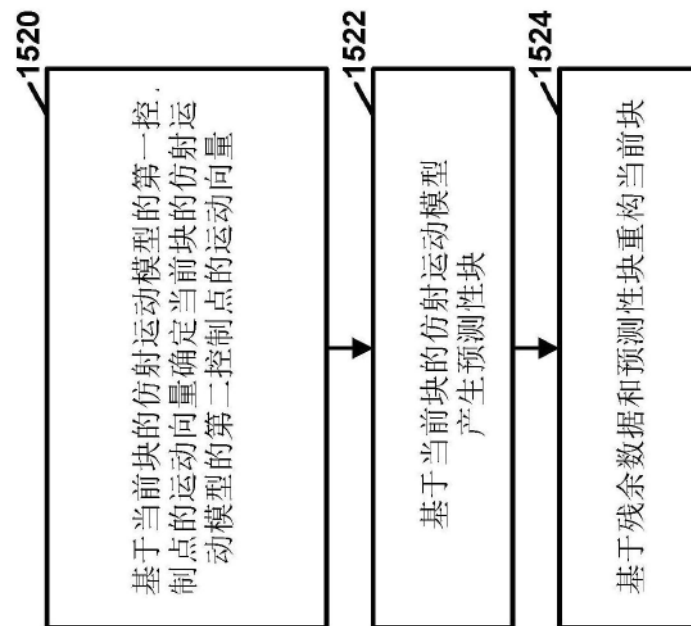 1520
基于当前块的仿射运动模型的第一控
制点的运动向量确定当前块的仿射运
动模型的第二控制点的运动向量
1522
基于当前块的仿射运动模型
产生预测性块
1524
基于残余数据和预测性块重构当前块